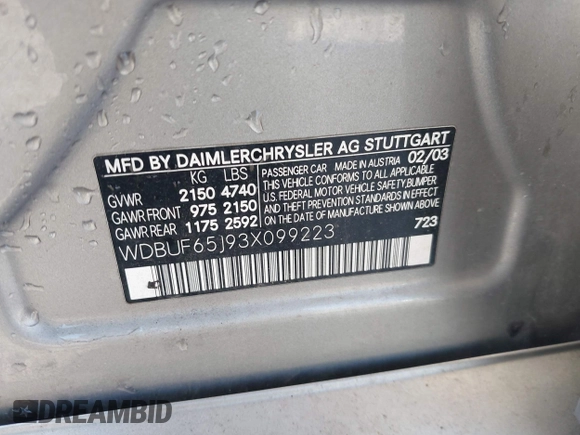 MFD BY DAIMLERCHRYSLER AG STUTTGART
KG LBS
GVWR 2150 4740
GAWR FRONT 975 2150
GAWR REAR 1175 2592
PASSENGER CAR MADE IN AUSTRIA 02/03
THIS VEHICLE CONFORMS TO ALL APPLICABLE
U.S. FEDERAL MOTOR VEHICLE SAFETY, BUMPER
AND THEFT PREVENTION STANDARDS IN EFFECT
ON THE DATE OF MANUFACTURE SHOWN ABOVE
WDBUF65J93X099223
723
DREAMBID